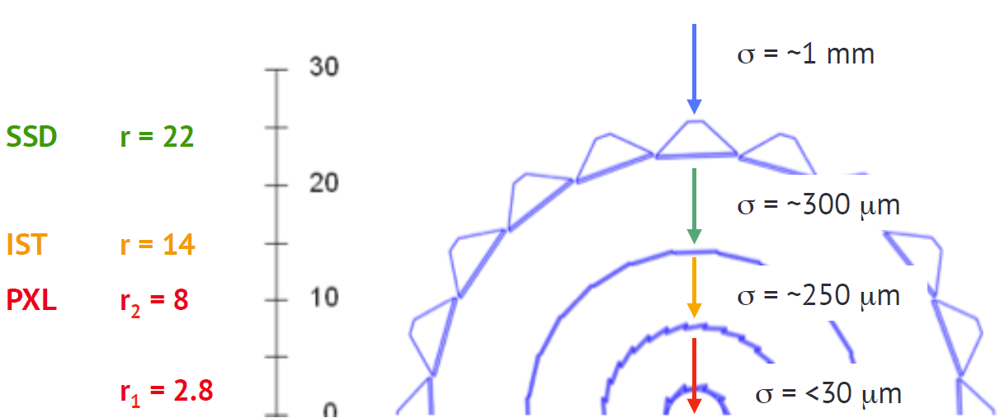 σ = ~1 mm
30
SSD r = 22
20
σ = ~300 μm
IST r = 14
PXL r₂ = 8
10
σ = ~250 μm
r₁ = 2.8
σ = <30 μm
0